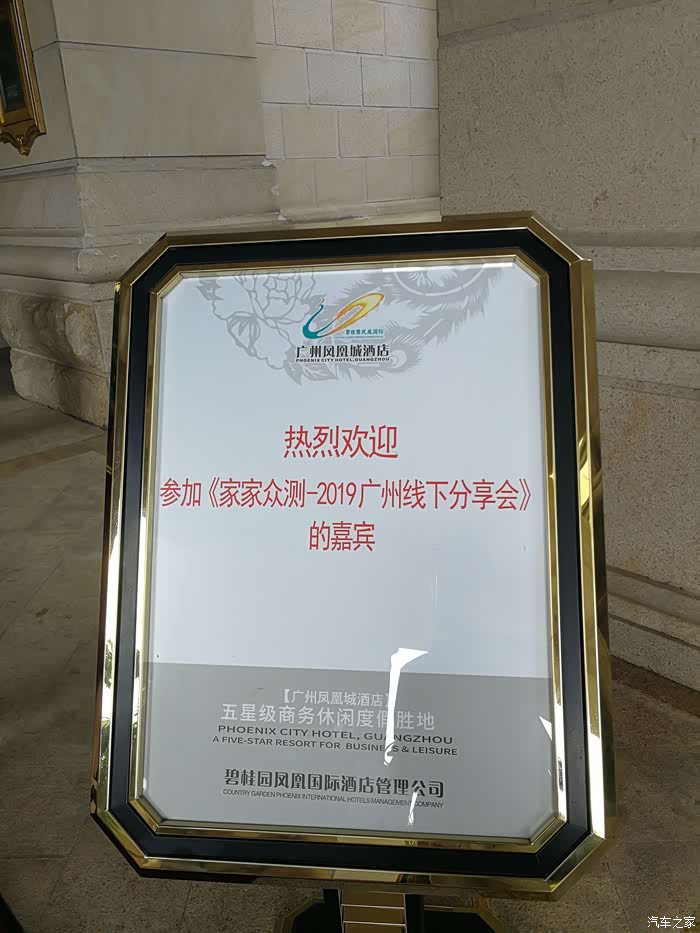 碧桂园凤凰国际
广州凤凰城酒店
PHOENIX CITY HOTEL,GUANGZHOU
热烈欢迎
参加《家家众测-2019广州线下分享会》
的嘉宾
【广州凤凰城酒店】
五星级商务休闲度假胜地
PHOENIX CITY HOTEL, GUANGZHOU
A FIVE-STAR RESORT FOR BUSINESS & LEISURE
碧桂园凤凰国际酒店管理公司
COUNTRY GARDEN PHOENIX INTERNATIONAL HOTELS MANAGEMENT COMPANY
汽车之家